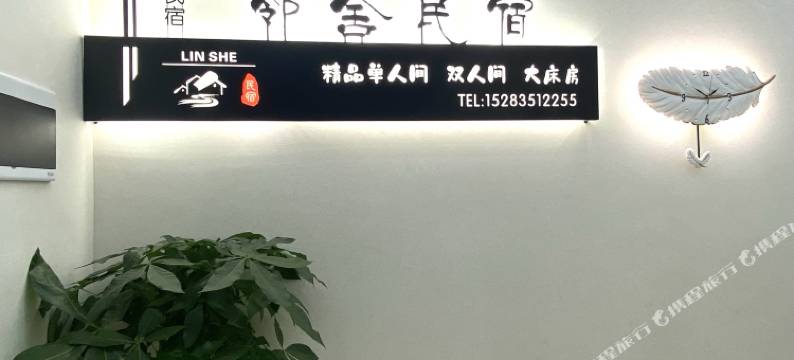 民宿
邻舍民宿
LIN SHE
民宿
精品单人间 双人间 大床房
TEL:15283512255
携程旅行
携程旅行